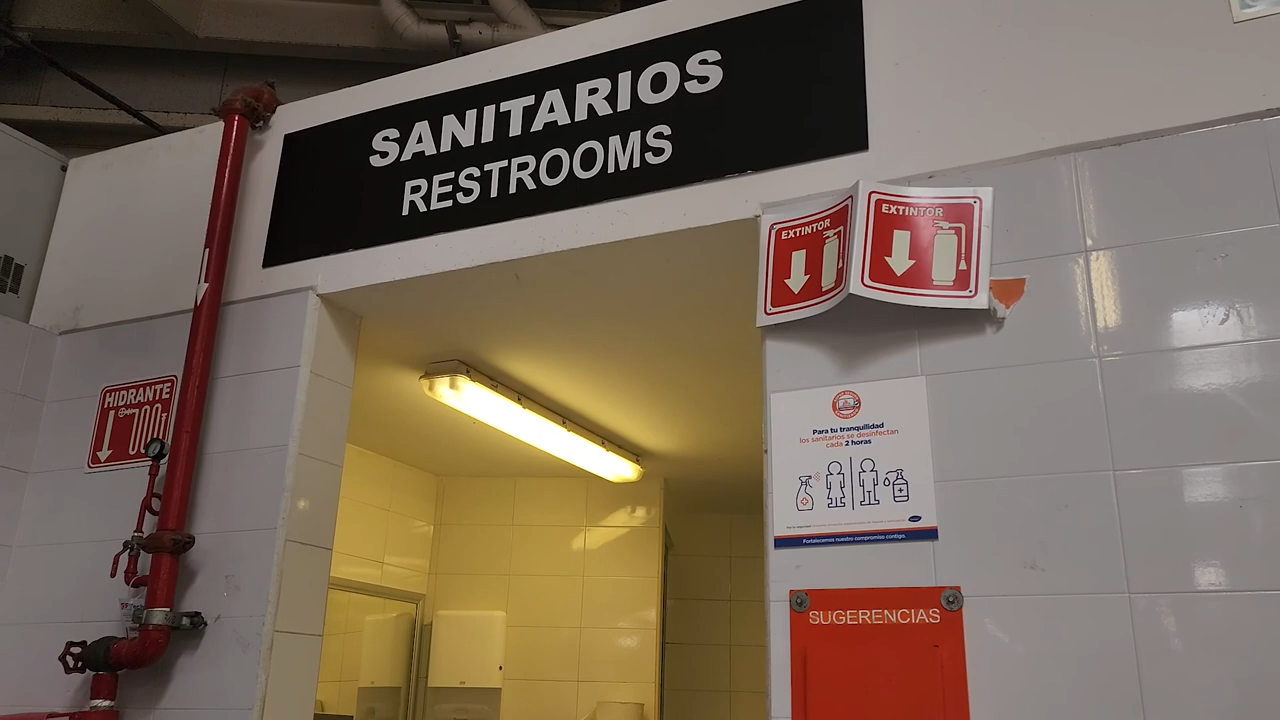 SANITARIOS
RESTROOMS
EXTINTOR
EXTINTOR
HIDRANTE
Para tu tranquilidad
los sanitarios se desinfectan
cada 2 horas
Fortalecemos nuestro compromiso contigo.
SUGERENCIAS